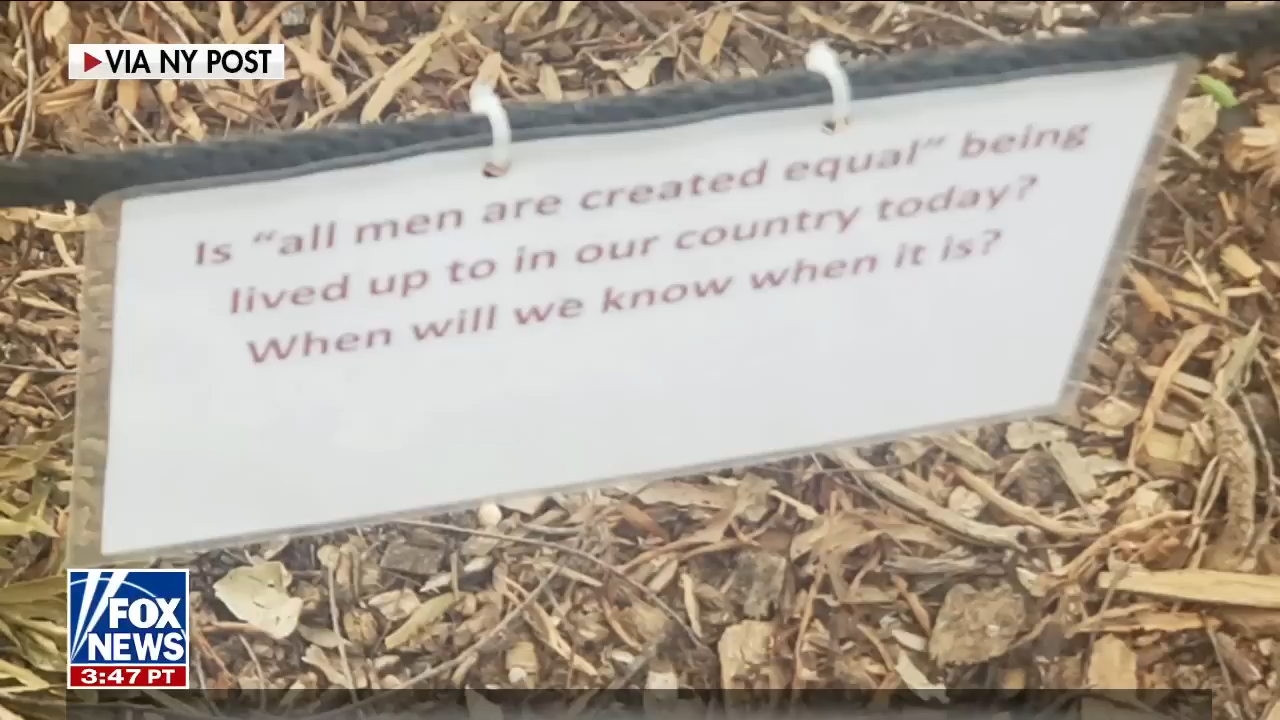 VIA NY POST
Is “all men are created equal” being
lived up to in our country today?
When will we know when it is?
FOX
NEWS
3:47 PT